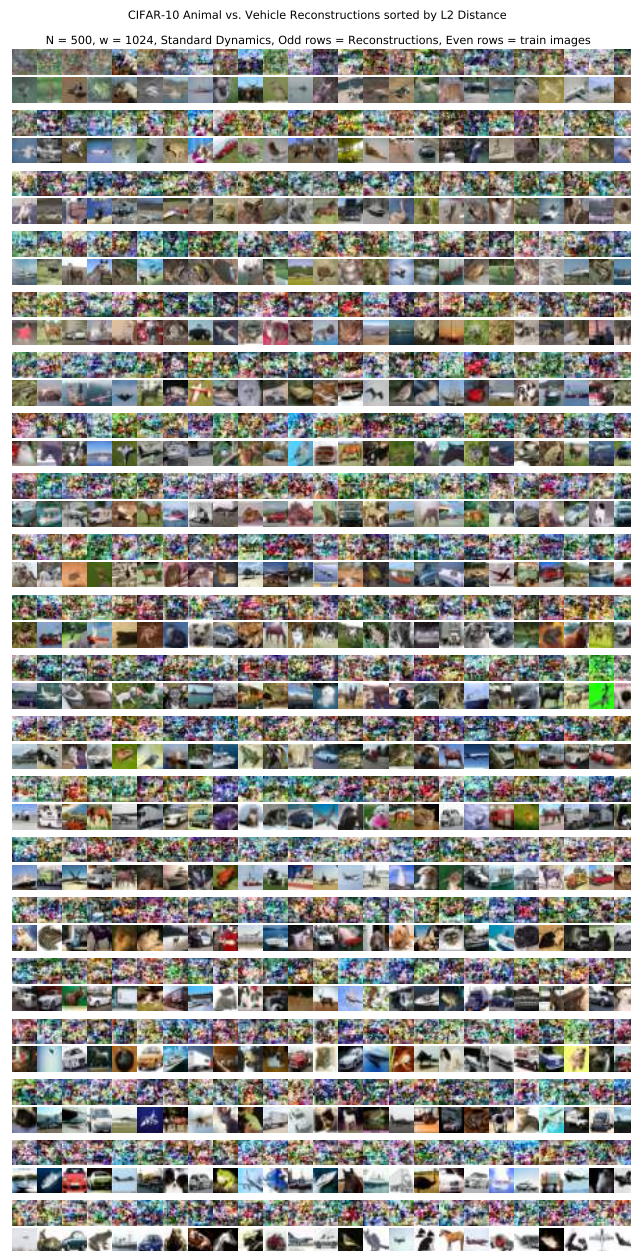 CIFAR-10 Animal vs. Vehicle Reconstructions sorted by L2 Distance
N = 500, w = 1024, Standard Dynamics, Odd rows = Reconstructions, Even rows = train images